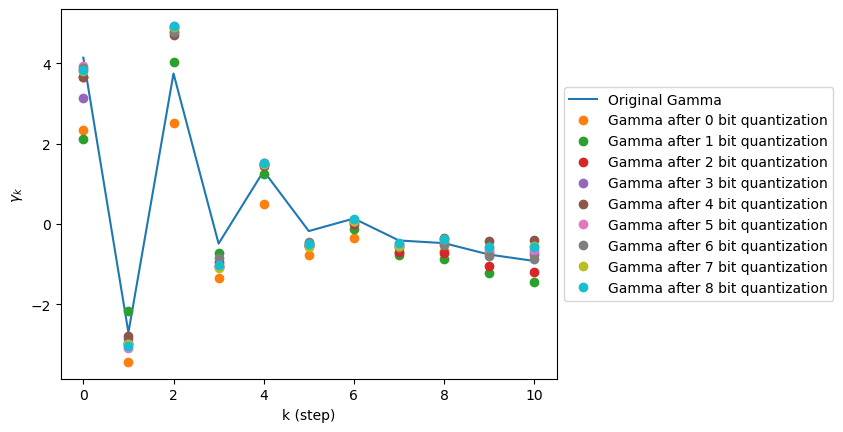 4
2
0
−2
γk
0
2
4
6
8
10
k (step)
Original Gamma
Gamma after 0 bit quantization
Gamma after 1 bit quantization
Gamma after 2 bit quantization
Gamma after 3 bit quantization
Gamma after 4 bit quantization
Gamma after 5 bit quantization
Gamma after 6 bit quantization
Gamma after 7 bit quantization
Gamma after 8 bit quantization